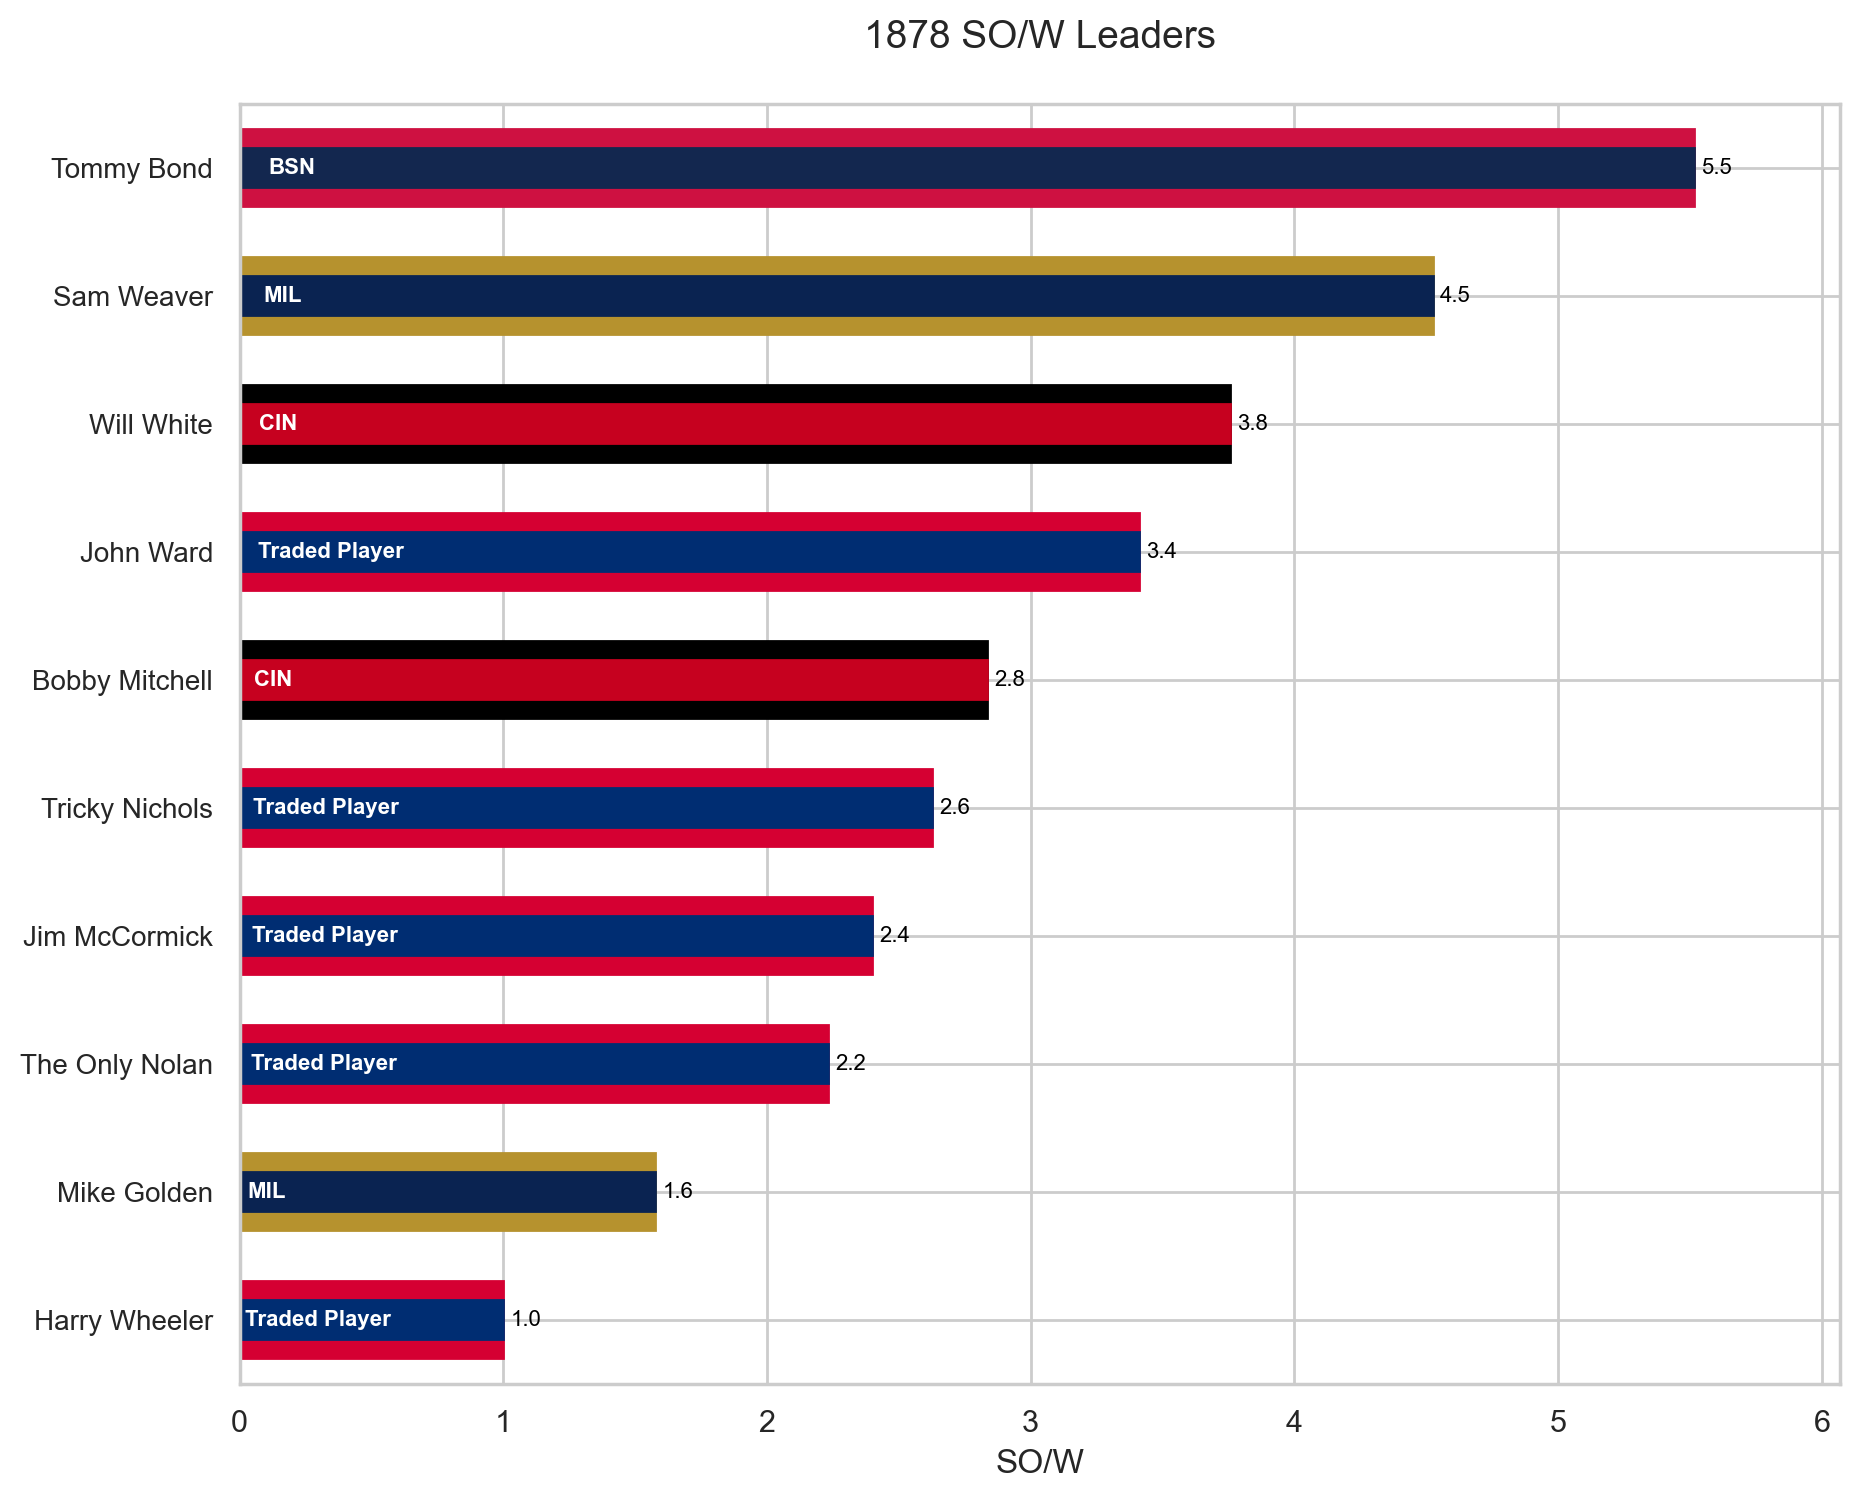 1878 SO/W Leaders
Tommy Bond BSN 5.5
Sam Weaver MIL 4.5
Will White CIN 3.8
John Ward Traded Player 3.4
Bobby Mitchell CIN 2.8
Tricky Nichols Traded Player 2.6
Jim McCormick Traded Player 2.4
The Only Nolan Traded Player 2.2
Mike Golden MIL 1.6
Harry Wheeler Traded Player 1.0
0 1 2 3 4 5 6
SO/W